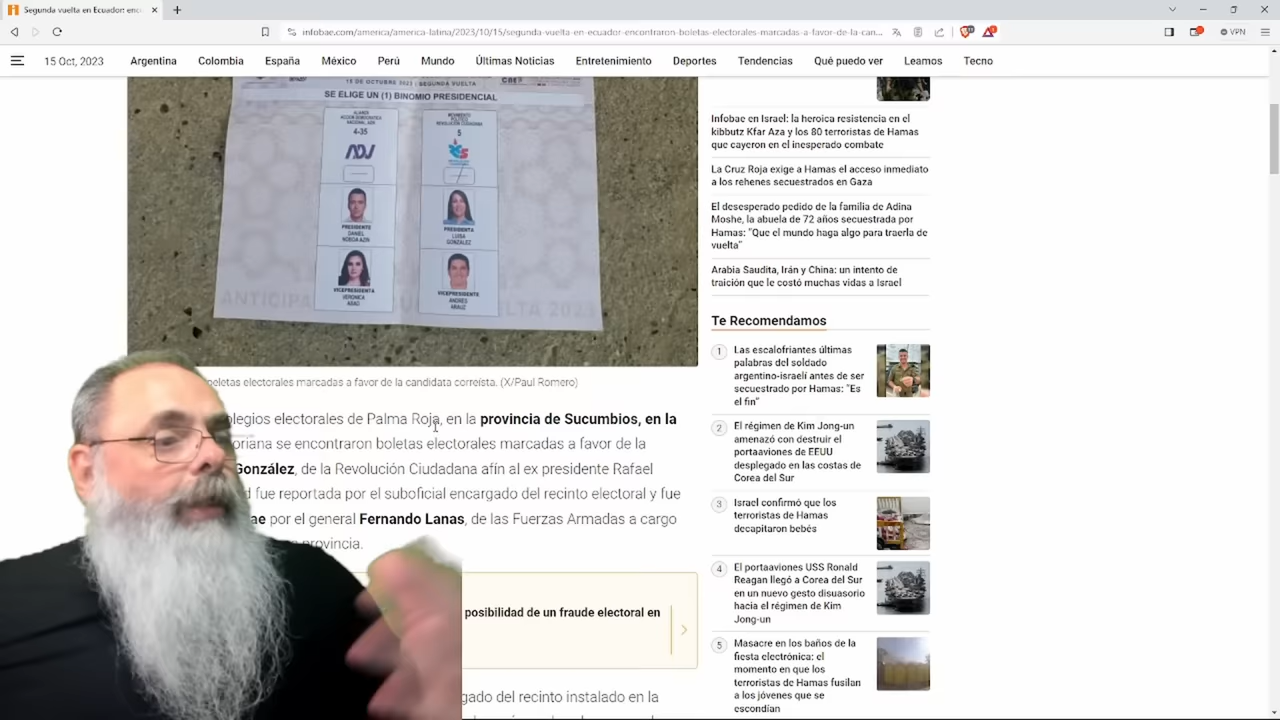 Segunda vuelta en Ecuador: enc
infobae.com/america/america-latina/2023/10/15/segunda-vuelta-en-ecuador-encontraron-boletas-electorales-marcadas-a-favor-de-la-can...
VPN
15 Oct, 2023
Argentina
Colombia
España
México
Perú
Mundo
Últimas Noticias
Entretenimiento
Deportes
Tendencias
Qué puedo ver
Leamos
Tecno
15 DE OCTUBRE 2023 - SEGUNDA VUELTA
SE ELIGE UN (1) BINOMIO PRESIDENCIAL
ALIANZA
ACCIÓN DEMOCRÁTICA
NACIONAL, ADN
4-35
ADN
PRESIDENTE
DANIEL
NOBOA AZIN
VICEPRESIDENTA
VERÓNICA
ABAD
MOVIMIENTO
POLÍTICO
REVOLUCIÓN CIUDADANA
5
PRESIDENTA
LUISA
GONZÁLEZ
VICEPRESIDENTE
ANDRÉS
ARAUZ
boletas electorales marcadas a favor de la candidata correísta. (X/Paul Romero)
olegios electorales de Palma Roja, en la provincia de Sucumbios, en la
oriana se encontraron boletas electorales marcadas a favor de la
González, de la Revolución Ciudadana afín al ex presidente Rafael
d fue reportada por el suboficial encargado del recinto electoral y fue
ae por el general Fernando Lanas, de las Fuerzas Armadas a cargo
provincia.
posibilidad de un fraude electoral en
gado del recinto instalado en la
Infobae en Israel: la heroica resistencia en el
kibbutz Kfar Aza y los 80 terroristas de Hamas
que cayeron en el inesperado combate
La Cruz Roja exige a Hamas el acceso inmediato
a los rehenes secuestrados en Gaza
El desesperado pedido de la familia de Adina
Moshe, la abuela de 72 años secuestrada por
Hamas: "Que el mundo haga algo para traerla de
vuelta"
Arabia Saudita, Irán y China: un intento de
traición que le costó muchas vidas a Israel
Te Recomendamos
1
Las escalofriantes últimas
palabras del soldado
argentino-israelí antes de ser
secuestrado por Hamas: "Es
el fin"
2
El régimen de Kim Jong-un
amenazó con destruir el
portaaviones de EEUU
desplegado en las costas de
Corea del Sur
3
Israel confirmó que los
terroristas de Hamas
decapitaron bebés
4
El portaaviones USS Ronald
Reagan llegó a Corea del Sur
en un nuevo gesto disuasorio
hacia el régimen de Kim
Jong-un
5
Masacre en los baños de la
fiesta electrónica: el
momento en que los
terroristas de Hamas fusilan
a los jóvenes que se
escondían